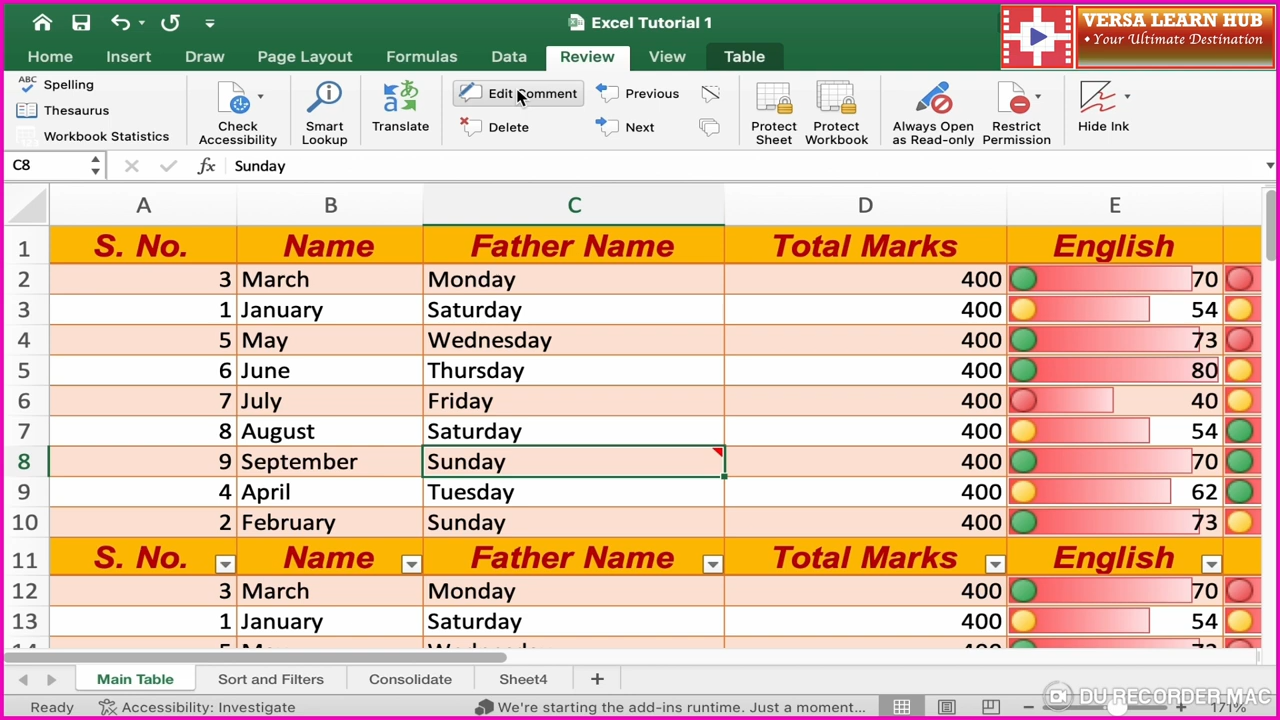 Excel Tutorial 1
VERSA LEARN HUB
• Your Ultimate Destination
Home Insert Draw Page Layout Formulas Data Review View Table
ABC Spelling
Thesaurus
Workbook Statistics
Check Accessibility
Smart Lookup
Translate
Edit Comment
Delete
Previous
Next
Protect Sheet
Protect Workbook
Always Open as Read-only
Restrict Permission
Hide Ink
C8 fx Sunday
A B C D E
1 S. No. Name Father Name Total Marks English
2 3 March Monday 400 70
3 1 January Saturday 400 54
4 5 May Wednesday 400 73
5 6 June Thursday 400 80
6 7 July Friday 400 40
7 8 August Saturday 400 54
8 9 September Sunday 400 70
9 4 April Tuesday 400 62
10 2 February Sunday 400 73
11 S. No. Name Father Name Total Marks English
12 3 March Monday 400 70
13 1 January Saturday 400 54
Main Table Sort and Filters Consolidate Sheet4 +
Ready Accessibility: Investigate We're starting the add-ins runtime. Just a moment... 171%
DU RECORDER MAC